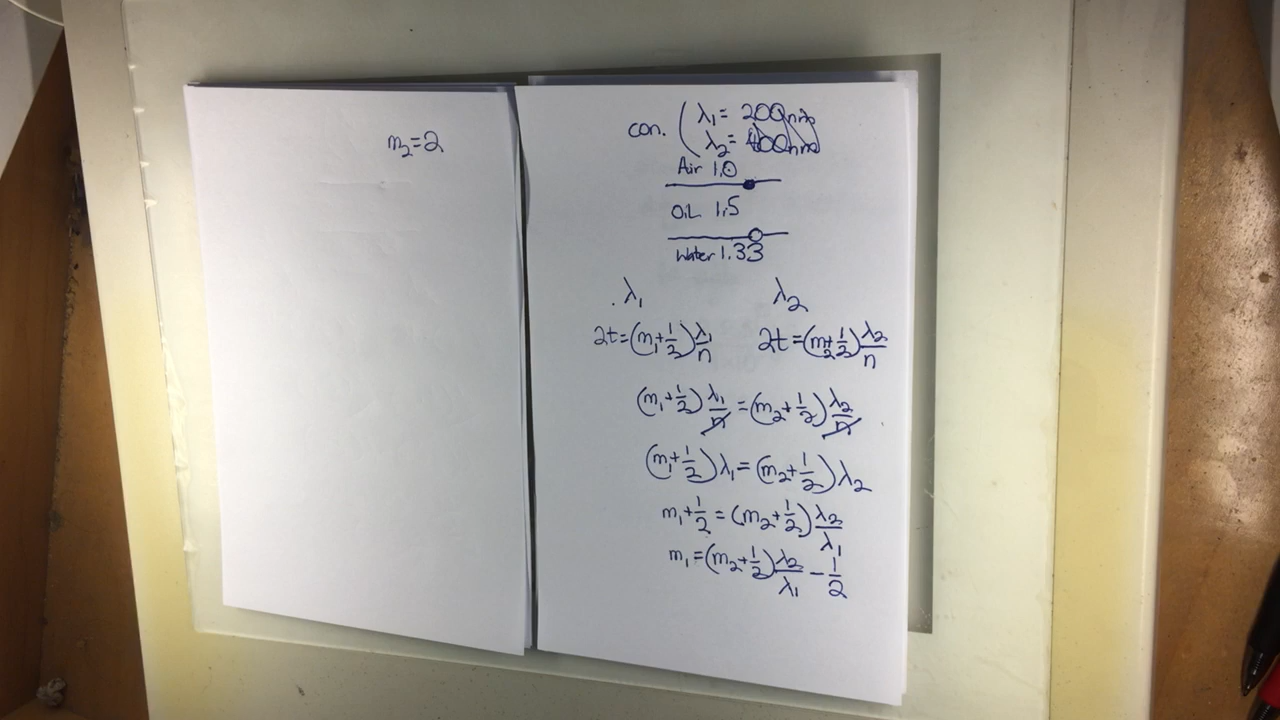 m₂=2
con. (λ₁= 200nm
λ₂= 400nm)
Air 1.0
OiL 1.5
Water 1.33
λ₁ λ₂
2t=(m₁+1/2)λ₁/n 2t=(m₂+1/2)λ₂/n
(m₁+1/2)λ₁/n=(m₂+1/2)λ₂/n
(m₁+1/2)λ₁=(m₂+1/2)λ₂
m₁+1/2=(m₂+1/2)λ₂/λ₁
m₁=(m₂+1/2)λ₂/λ₁-1/2